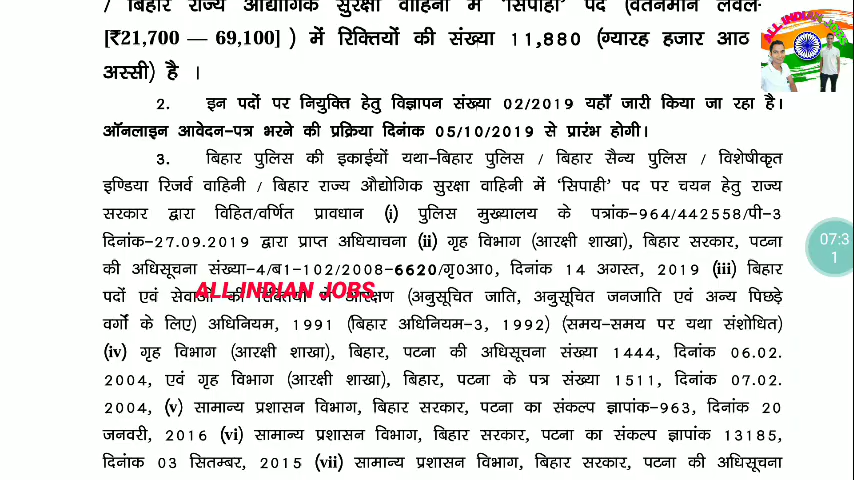 / बिहार राज्य औद्योगिक सुरक्षा वाहिनी में 'सिपाही' पद (वेतनमान लेवल-
[₹21,700 — 69,100] ) में रिक्तियों की संख्या 11,880 (ग्यारह हजार आठ
अस्सी) है ।
2. इन पदों पर नियुक्ति हेतु विज्ञापन संख्या 02/2019 यहाँ जारी किया जा रहा है।
ऑनलाइन आवेदन-पत्र भरने की प्रक्रिया दिनांक 05/10/2019 से प्रारंभ होगी।
3. बिहार पुलिस की इकाईयों यथा-बिहार पुलिस / बिहार सैन्य पुलिस / विशेषीकृत
इण्डिया रिजर्व वाहिनी / बिहार राज्य औद्योगिक सुरक्षा वाहिनी में 'सिपाही' पद पर चयन हेतु राज्य
सरकार द्वारा विहित/वर्णित प्रावधान (i) पुलिस मुख्यालय के पत्रांक-964/442558/पी-3
दिनांक-27.09.2019 द्वारा प्राप्त अधियाचना (ii) गृह विभाग (आरक्षी शाखा), बिहार सरकार, पटना
की अधिसूचना संख्या-4/ब1-102/2008-6620/गृ0आ0, दिनांक 14 अगस्त, 2019 (iii) बिहार
पदों एवं सेवाओं की रिक्तियों में आरक्षण (अनुसूचित जाति, अनुसूचित जनजाति एवं अन्य पिछड़े
ALL INDIAN JOBS
वर्गों के लिए) अधिनियम, 1991 (बिहार अधिनियम-3, 1992) (समय-समय पर यथा संशोधित)
(iv) गृह विभाग (आरक्षी शाखा), बिहार, पटना की अधिसूचना संख्या 1444, दिनांक 06.02.
2004, एवं गृह विभाग (आरक्षी शाखा), बिहार, पटना के पत्र संख्या 1511, दिनांक 07.02.
2004, (v) सामान्य प्रशासन विभाग, बिहार सरकार, पटना का संकल्प ज्ञापांक-963, दिनांक 20
जनवरी, 2016 (vi) सामान्य प्रशासन विभाग, बिहार सरकार, पटना का संकल्प ज्ञापांक 13185,
दिनांक 03 सितम्बर, 2015 (vii) सामान्य प्रशासन विभाग, बिहार सरकार, पटना की अधिसूचना
07:3
1
ALL INDIAN JOBS